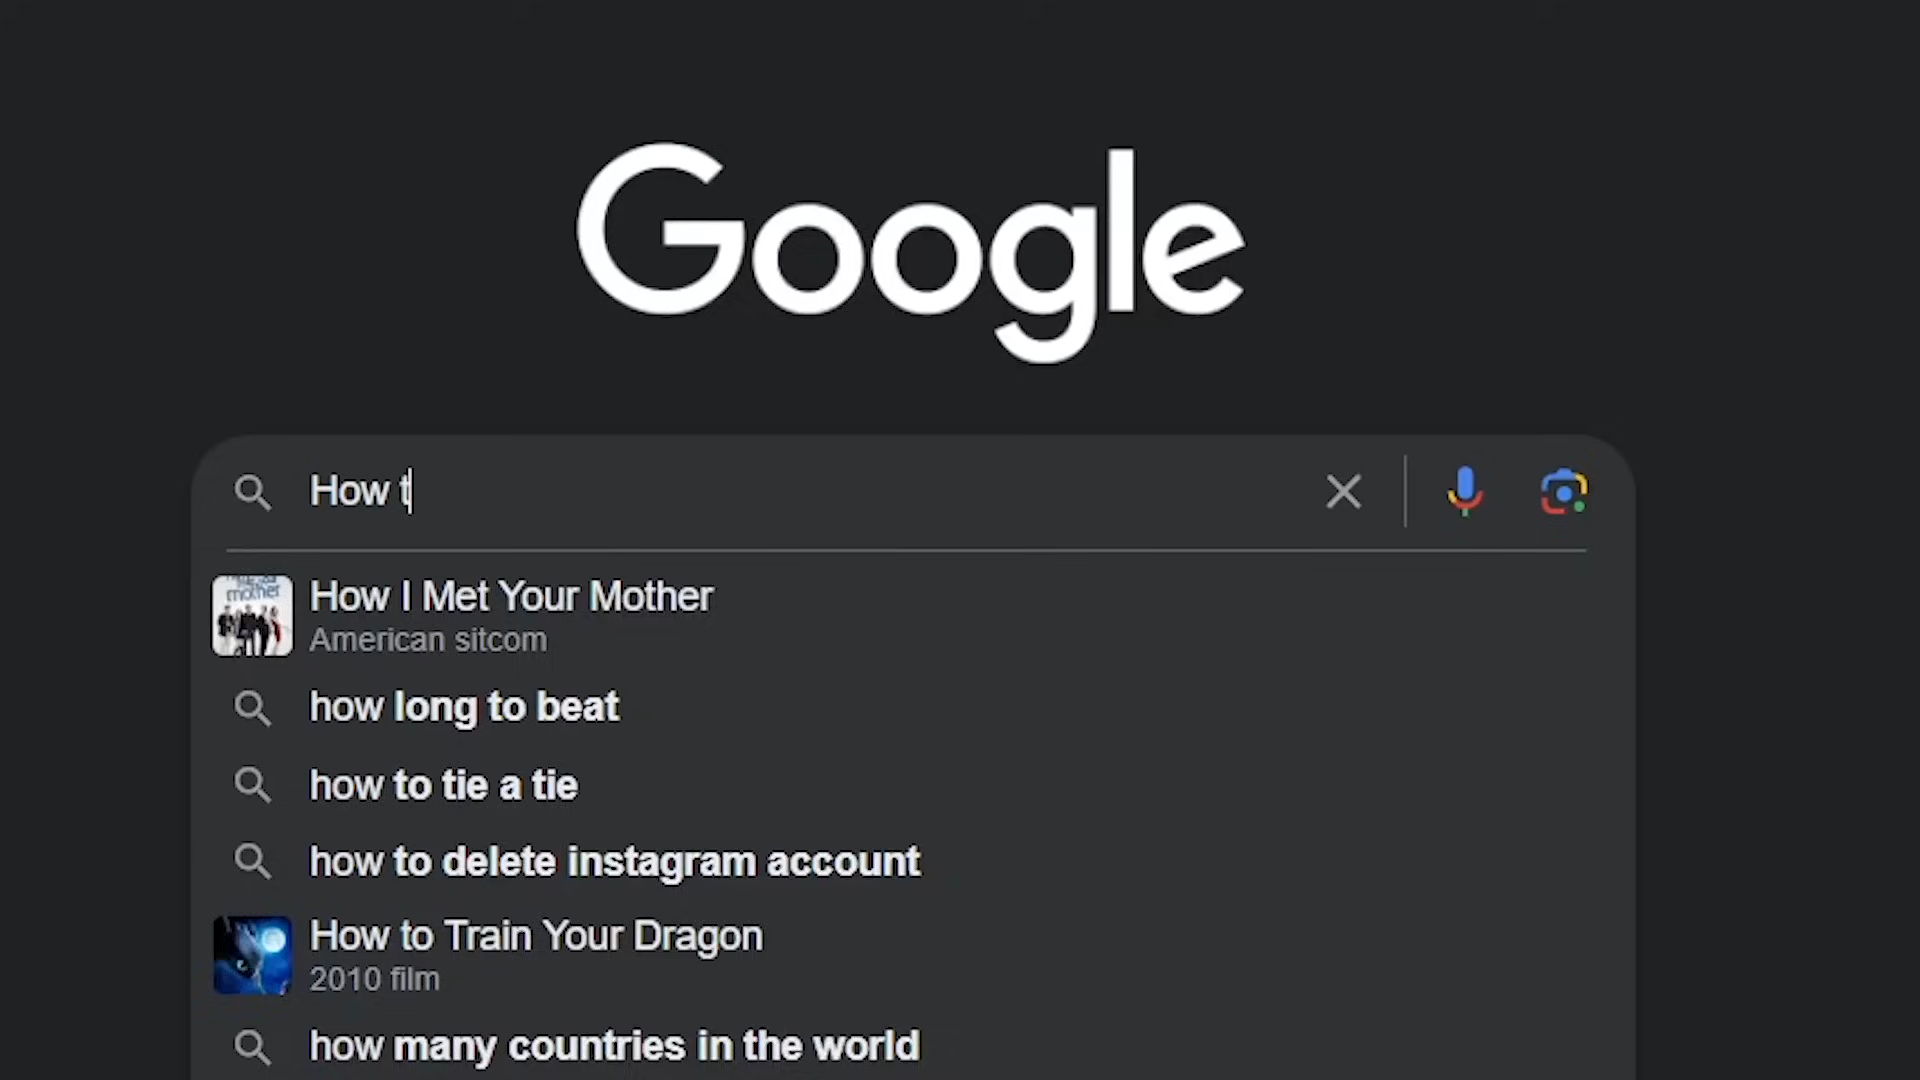 Google
How t
mother
How I Met Your Mother
American sitcom
how long to beat
how to tie a tie
how to delete instagram account
How to Train Your Dragon
2010 film
how many countries in the world